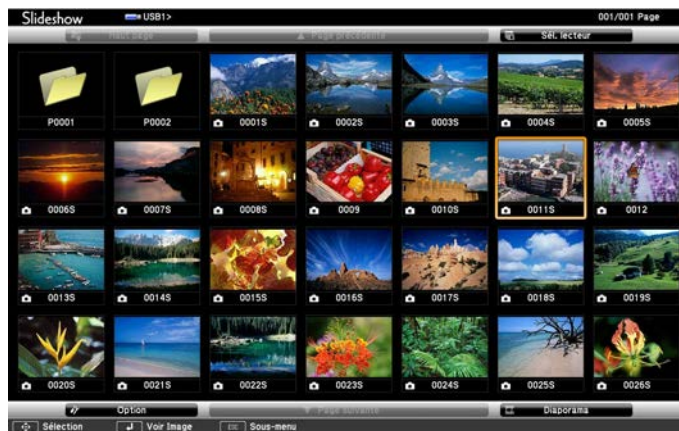 Slideshow USB1> 001/001 Page
Haut page Page précédente Sél. lecteur
P0001 P0002 0001S 0002S 0003S 0004S 0005S
0006S 0007S 0008S 0009 0010S 0011S 0012
0013S 0014S 0015S 0016S 0017S 0018S 0019S
0020S 0021S 0022S 0023S 0024S 0025S 0026S
Option Page suivante Diaporama
Sélection Voir Image ESC Sous-menu